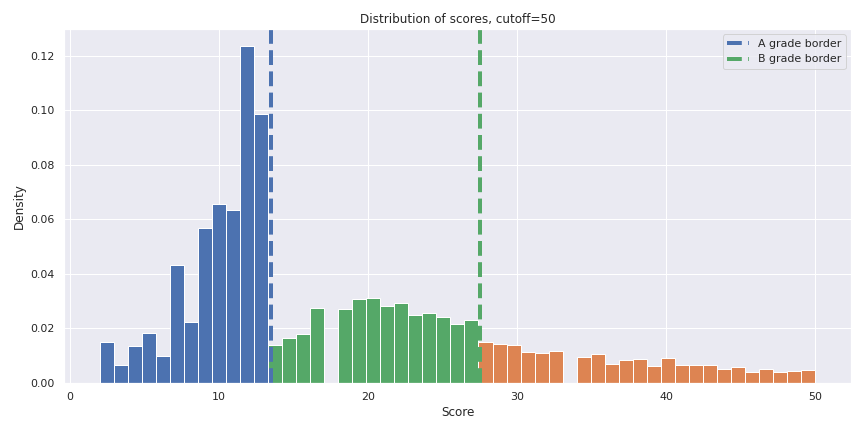 Distribution of scores, cutoff=50
A grade border
B grade border
0.12
0.10
0.08
0.06
0.04
0.02
0.00
Density
0 10 20 30 40 50
Score